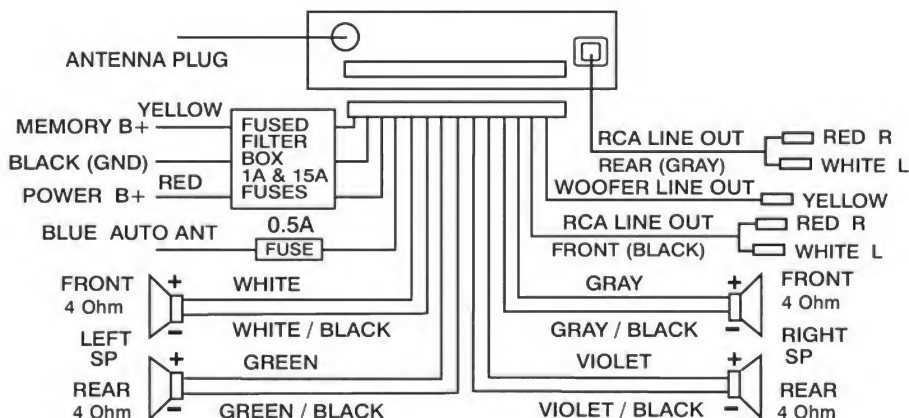 ANTENNA PLUG
YELLOW
MEMORY B+
BLACK (GND)
POWER B+
RED
FUSED
FILTER
BOX
1A & 15A
FUSES
BLUE AUTO ANT
0.5A
FUSE
RCA LINE OUT
REAR (GRAY)
RED R
WHITE L
WOOFER LINE OUT
YELLOW
RCA LINE OUT
FRONT (BLACK)
RED R
WHITE L
FRONT
4 Ohm
+
-
WHITE
WHITE / BLACK
LEFT
SP
REAR
4 Ohm
+
-
GREEN
GREEN / BLACK
GRAY
GRAY / BLACK
+
-
FRONT
4 Ohm
RIGHT
SP
VIOLET
VIOLET / BLACK
+
-
REAR
4 Ohm